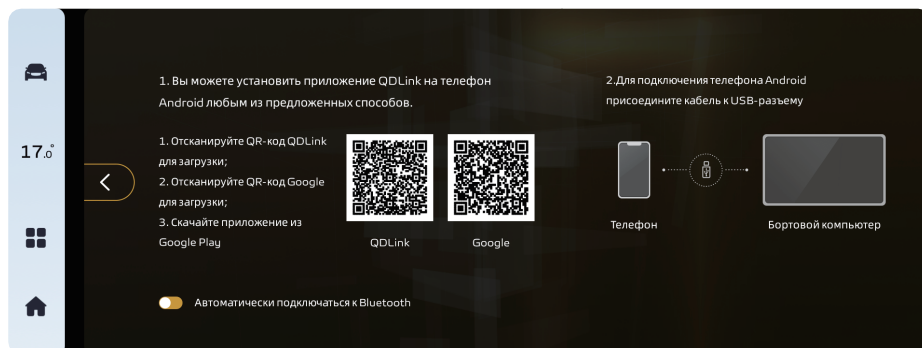 17.0°
1. Вы можете установить приложение QDLink на телефон
Android любым из предложенных способов.
1. Отсканируйте QR-код QDLink
для загрузки;
2. Отсканируйте QR-код Google
для загрузки;
3. Скачайте приложение из
Google Play
QDLink
Google
Автоматически подключаться к Bluetooth
2.Для подключения телефона Android
присоедините кабель к USB-разъему
Телефон
Бортовой компьютер